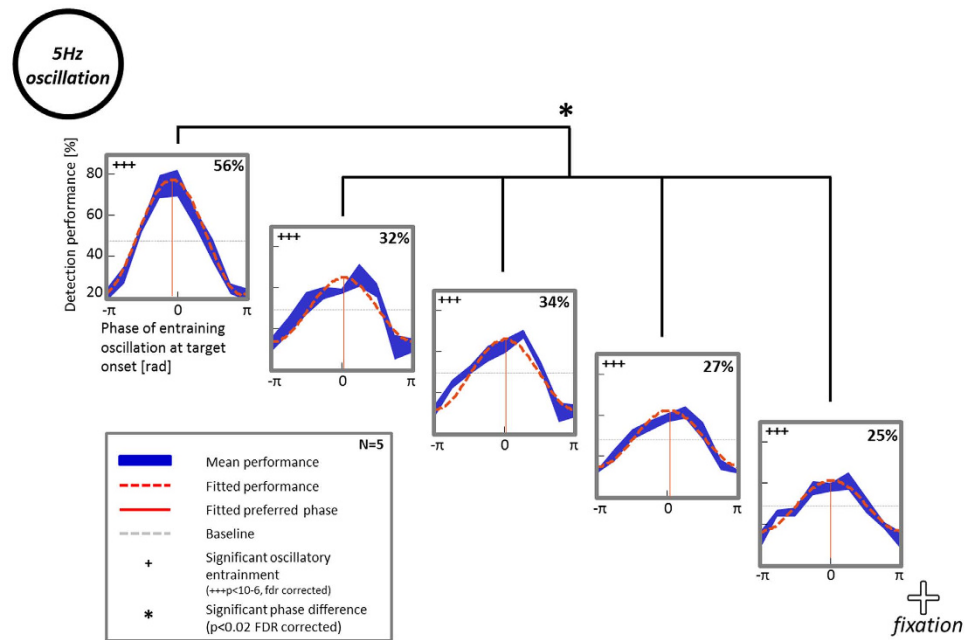 5Hz
oscillation
*
Detection performance [%]
80
60
40
20
+++ 56%
-π 0 π
Phase of entraining
oscillation at target
onset [rad]
+++ 32%
-π 0 π
+++ 34%
-π 0 π
+++ 27%
-π 0 π
+++ 25%
-π 0 π
N=5
Mean performance
Fitted performance
Fitted preferred phase
Baseline
+ Significant oscillatory
entrainment
(+++p<10-6, fdr corrected)
* Significant phase difference
(p<0.02 FDR corrected)
fixation